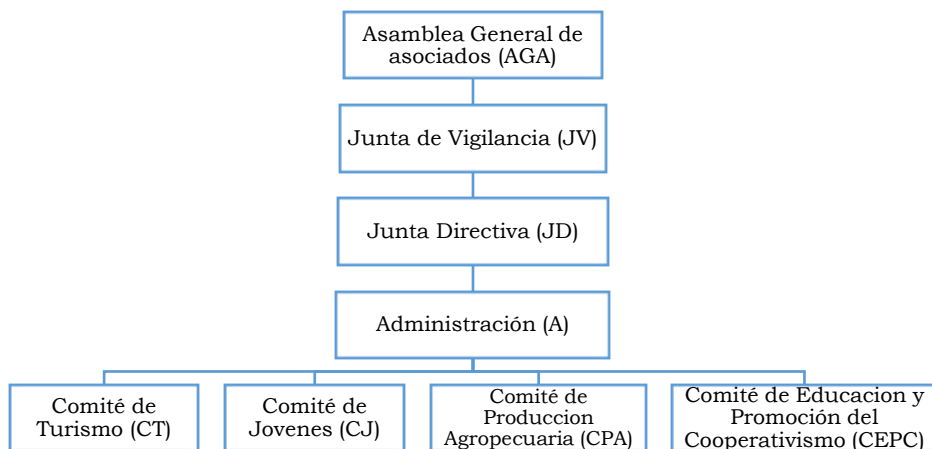 Asamblea General de
asociados (AGA)
Junta de Vigilancia (JV)
Junta Directiva (JD)
Administración (A)
Comité de
Turismo (CT)
Comité de
Jovenes (CJ)
Comité de
Produccion
Agropecuaria (CPA)
Comité de Educacion y
Promoción del
Cooperativismo (CEPC)